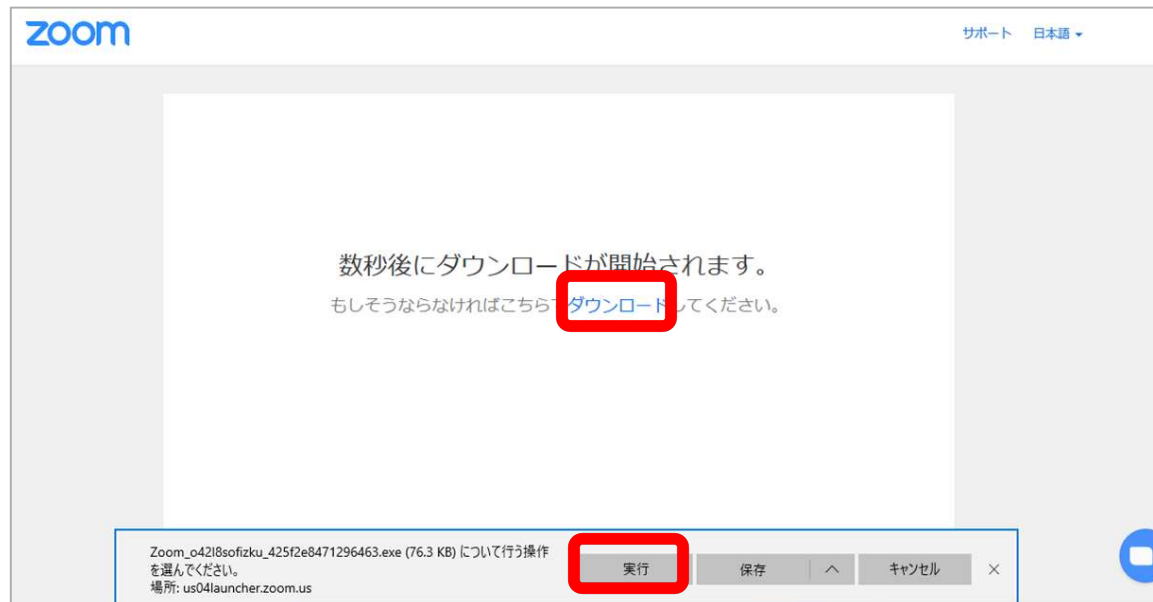 zoom
サポート 日本語
数秒後にダウンロードが開始されます。
もしそうならなければこちらでダウンロードしてください。
Zoom_o42l8sofizku_425f2e8471296463.exe (76.3 KB) について行う操作
を選んでください。
場所: us04launcher.zoom.us
実行 保存 キャンセル